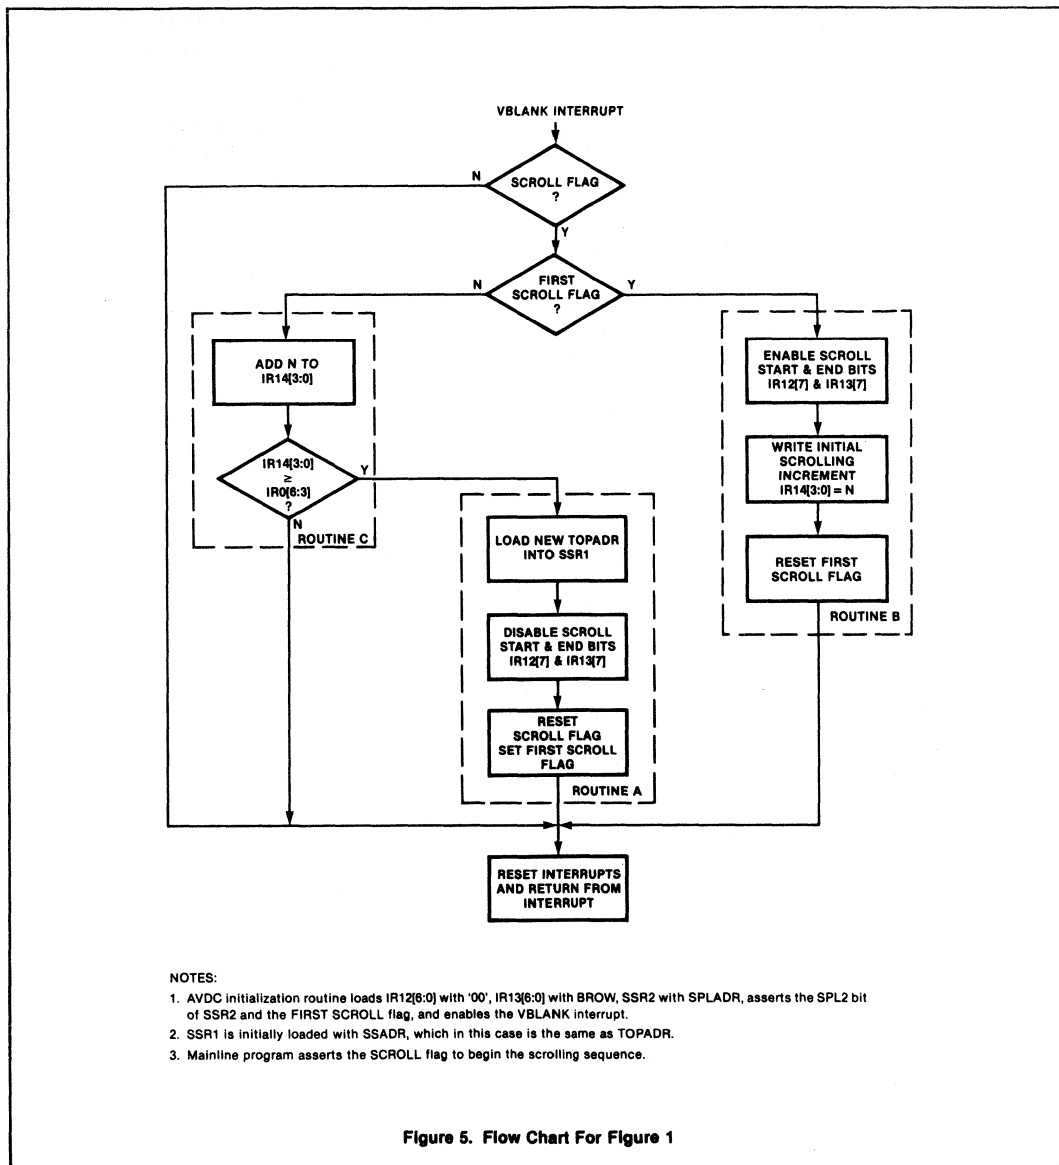 VBLANK INTERRUPT
N
SCROLL FLAG
?
Y
N
FIRST
SCROLL FLAG
?
Y
ADD N TO
IR14[3:0]
IR14[3:0]
≥
IR0[6:3]
?
Y
N
ROUTINE C
LOAD NEW TOPADR
INTO SSR1
DISABLE SCROLL
START & END BITS
IR12[7] & IR13[7]
RESET
SCROLL FLAG
SET FIRST SCROLL
FLAG
ROUTINE A
ENABLE SCROLL
START & END BITS
IR12[7] & IR13[7]
WRITE INITIAL
SCROLLING
INCREMENT
IR14[3:0] = N
RESET FIRST
SCROLL FLAG
ROUTINE B
RESET INTERRUPTS
AND RETURN FROM
INTERRUPT
NOTES:
1. AVDC initialization routine loads IR12[6:0] with '00', IR13[6:0] with BROW, SSR2 with SPLADR, asserts the SPL2 bit
of SSR2 and the FIRST SCROLL flag, and enables the VBLANK interrupt.
2. SSR1 is initially loaded with SSADR, which in this case is the same as TOPADR.
3. Mainline program asserts the SCROLL flag to begin the scrolling sequence.
Figure 5. Flow Chart For Figure 1